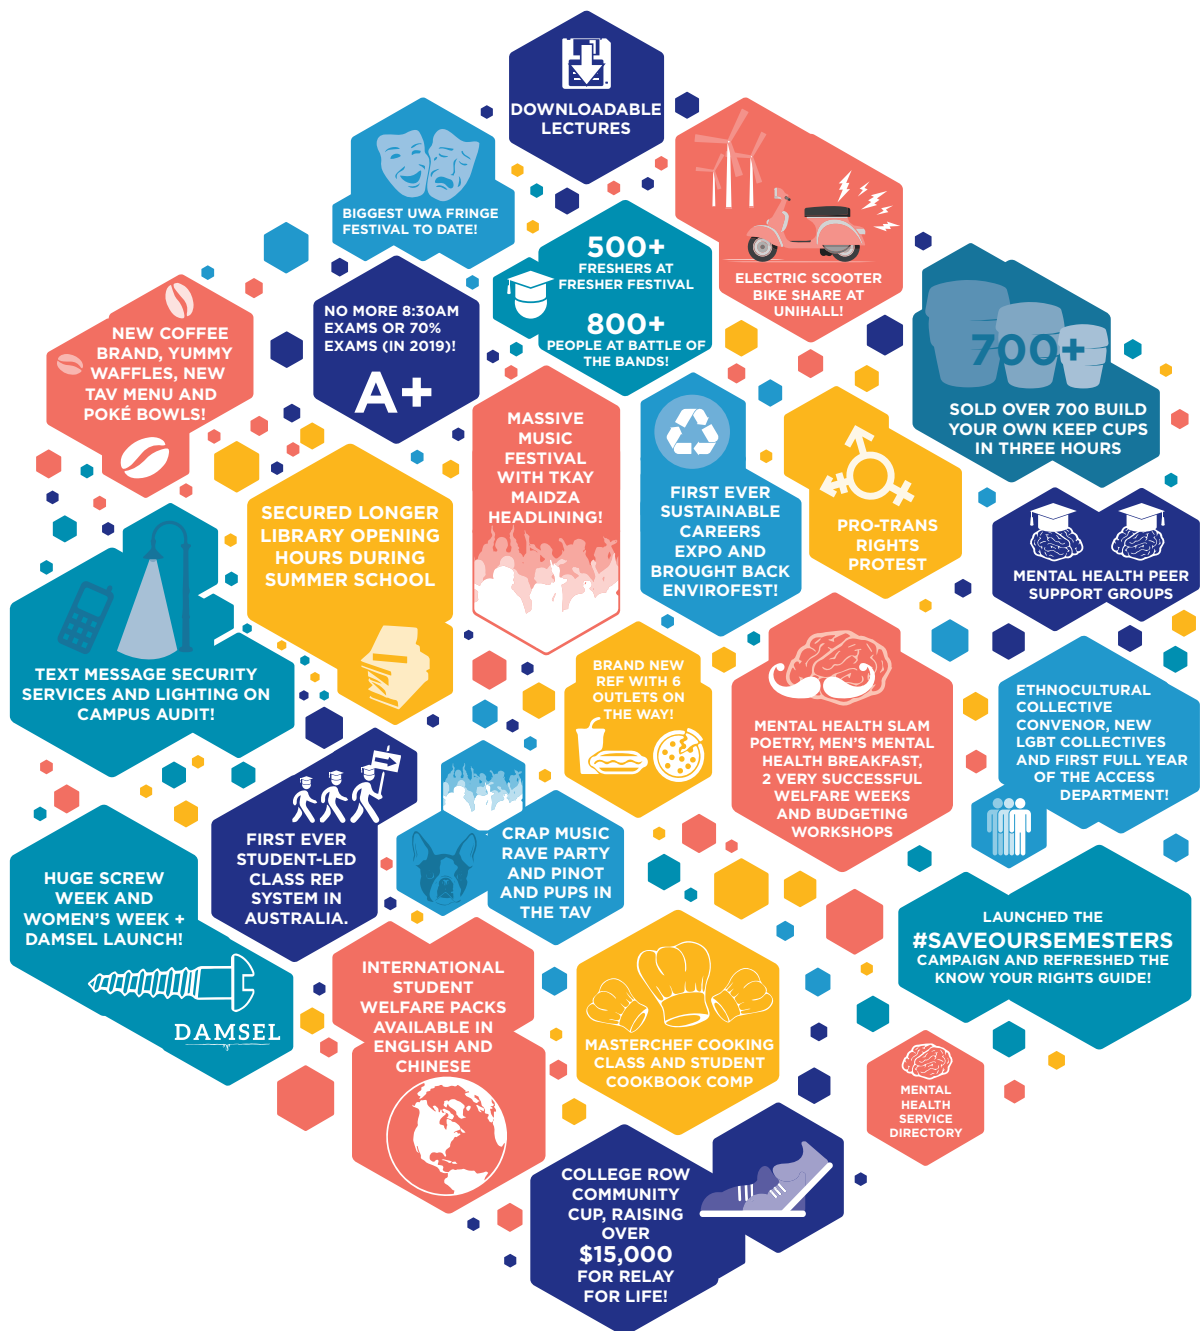 DOWNLOADABLE
LECTURES
BIGGEST UWA FRINGE
FESTIVAL TO DATE!
500+
FRESHERS AT
FRESHER FESTIVAL
800+
PEOPLE AT BATTLE OF
THE BANDS!
ELECTRIC SCOOTER
BIKE SHARE AT
UNIHALL!
NEW COFFEE
BRAND, YUMMY
WAFFLES, NEW
TAV MENU AND
POKÉ BOWLS!
NO MORE 8:30AM
EXAMS OR 70%
EXAMS (IN 2019)!
A+
700+
SOLD OVER 700 BUILD
YOUR OWN KEEP CUPS
IN THREE HOURS
MASSIVE
MUSIC
FESTIVAL
WITH TKAY
MAIDZA
HEADLINING!
FIRST EVER
SUSTAINABLE
CAREERS
EXPO AND
BROUGHT BACK
ENVIROFEST!
PRO-TRANS
RIGHTS
PROTEST
SECURED LONGER
LIBRARY OPENING
HOURS DURING
SUMMER SCHOOL
MENTAL HEALTH PEER
SUPPORT GROUPS
TEXT MESSAGE SECURITY
SERVICES AND LIGHTING ON
CAMPUS AUDIT!
BRAND NEW
REF WITH 6
OUTLETS ON
THE WAY!
MENTAL HEALTH SLAM
POETRY, MEN'S MENTAL
HEALTH BREAKFAST,
2 VERY SUCCESSFUL
WELFARE WEEKS
AND BUDGETING
WORKSHOPS
ETHNOCULTURAL
COLLECTIVE
CONVENOR, NEW
LGBT COLLECTIVES
AND FIRST FULL YEAR
OF THE ACCESS
DEPARTMENT!
FIRST EVER
STUDENT-LED
CLASS REP
SYSTEM IN
AUSTRALIA.
CRAP MUSIC
RAVE PARTY
AND PINOT
AND PUPS IN
THE TAV
HUGE SCREW
WEEK AND
WOMEN'S WEEK +
DAMSEL LAUNCH!
DAMSEL
LAUNCHED THE
#SAVEOURSEMESTERS
CAMPAIGN AND REFRESHED THE
KNOW YOUR RIGHTS GUIDE!
INTERNATIONAL
STUDENT
WELFARE PACKS
AVAILABLE IN
ENGLISH AND
CHINESE
MASTERCHEF COOKING
CLASS AND STUDENT
COOKBOOK COMP
MENTAL
HEALTH
SERVICE
DIRECTORY
COLLEGE ROW
COMMUNITY
CUP, RAISING
OVER
$15,000
FOR RELAY
FOR LIFE!